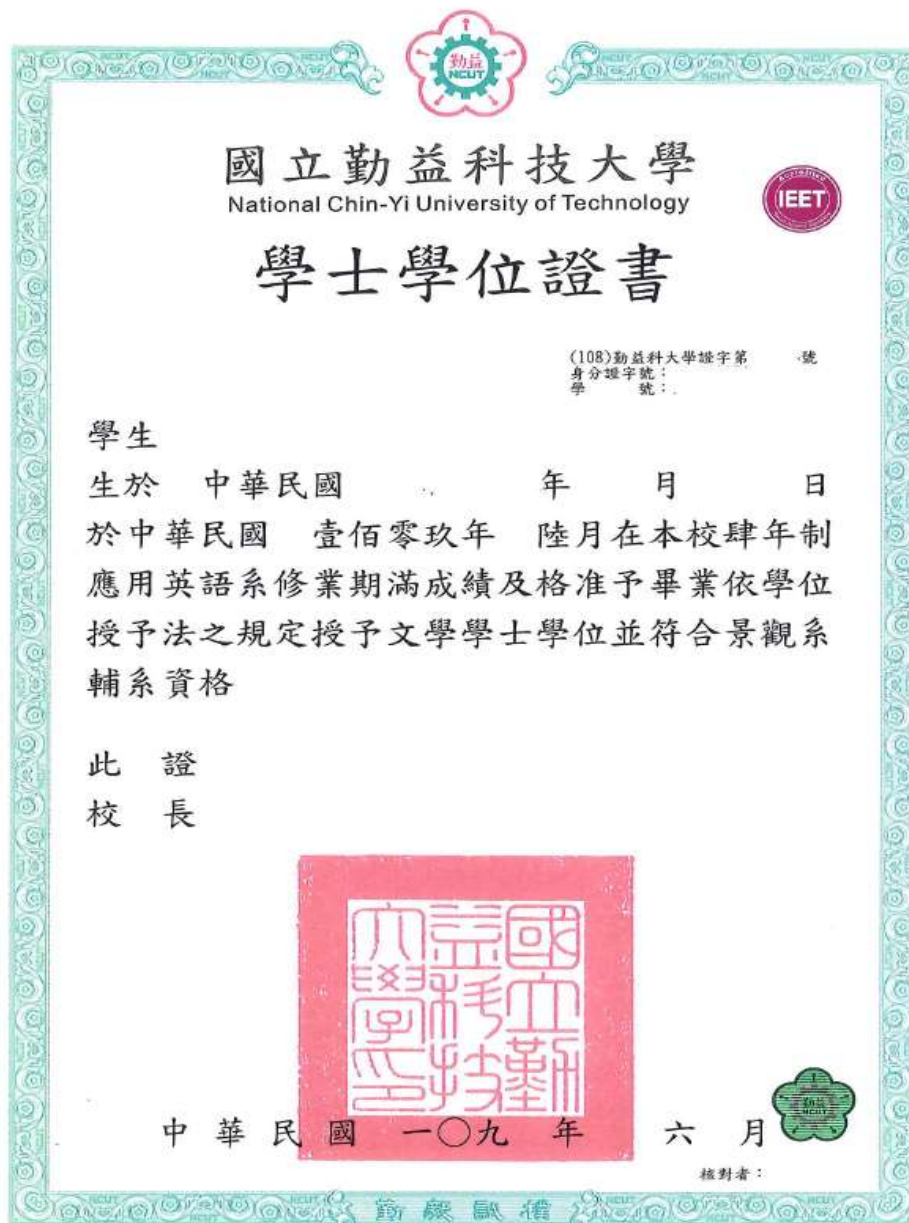 勤益
NCUT
國立勤益科技大學
National Chin-Yi University of Technology
Accredited
IEET
學士學位證書
(108)勤益科大學證字第 號
身分證字號：
學 號：
學生
生於 中華民國 年 月 日
於中華民國 壹佰零玖年 陸月在本校肆年制
應用英語系修業期滿成績及格准予畢業依學位
授予法之規定授予文學學士學位並符合景觀系
輔系資格
此 證
校 長
國立勤
益科技
大學印
勤益
NCUT
中華民國 一〇九 年 六 月
核對者：
NCUT